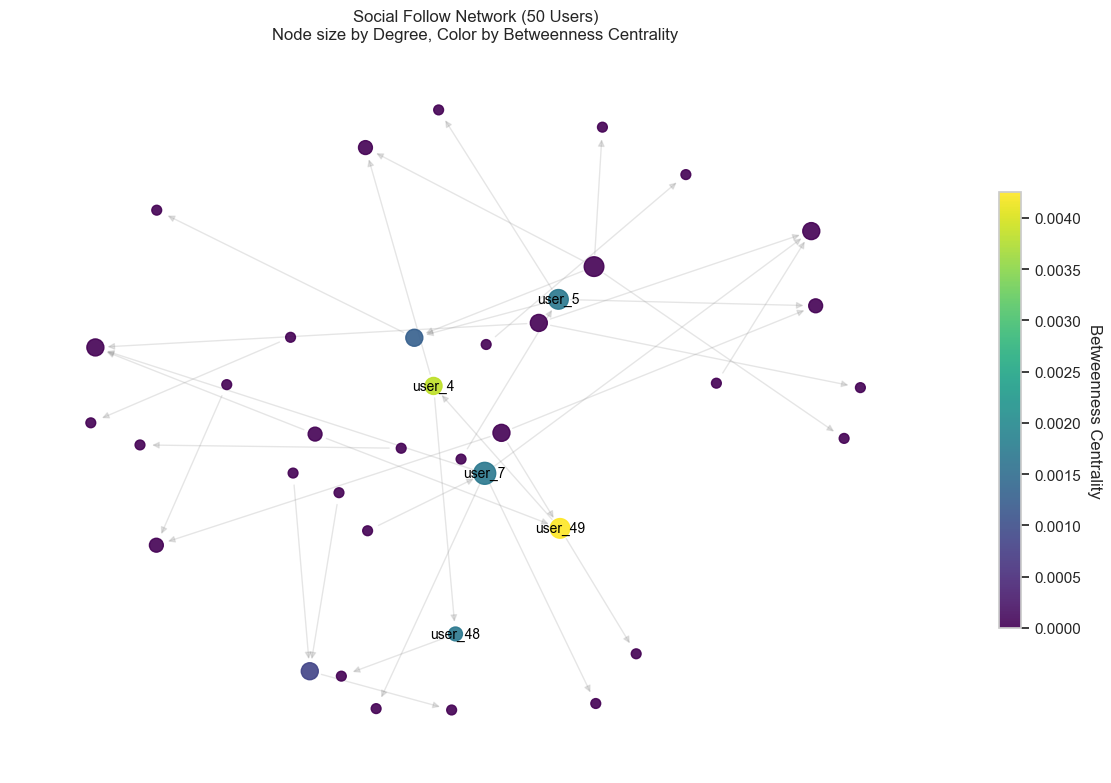 Social Follow Network (50 Users)
Node size by Degree, Color by Betweenness Centrality
user_5
user_4
user_7
user_49
user_48
0.0040
0.0035
0.0030
0.0025
0.0020
0.0015
0.0010
0.0005
0.0000
Betweenness Centrality